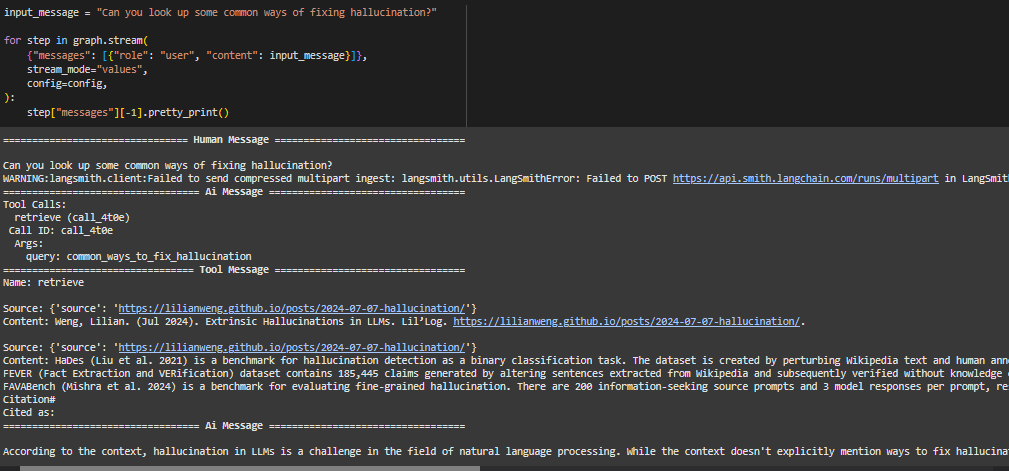 input_message = "Can you look up some common ways of fixing hallucination?"
for step in graph.stream(
{"messages": [{"role": "user", "content": input_message}]},
stream_mode="values",
config=config,
):
step["messages"][-1].pretty_print()
================================ Human Message =================================
Can you look up some common ways of fixing hallucination?
WARNING:langsmith.client:Failed to send compressed multipart ingest: langsmith.utils.LangSmithError: Failed to POST https://api.smith.langchain.com/runs/multipart in LangSmith
================================== Ai Message ==================================
Tool Calls:
retrieve (call_4t0e)
Call ID: call_4t0e
Args:
query: common_ways_to_fix_hallucination
================================= Tool Message =================================
Name: retrieve
Source: {'source': 'https://lilianweng.github.io/posts/2024-07-07-hallucination/'}
Content: Weng, Lilian. (Jul 2024). Extrinsic Hallucinations in LLMs. Lil’Log. https://lilianweng.github.io/posts/2024-07-07-hallucination/.
Source: {'source': 'https://lilianweng.github.io/posts/2024-07-07-hallucination/'}
Content: HaDes (Liu et al. 2021) is a benchmark for hallucination detection as a binary classification task. The dataset is created by perturbing Wikipedia text and human
FEVER (Fact Extraction and VERification) dataset contains 185,445 claims generated by altering sentences extracted from Wikipedia and subsequently verified without knowledge
FAVABench (Mishra et al. 2024) is a benchmark for evaluating fine-grained hallucination. There are 200 information-seeking source prompts and 3 model responses per prompt,
Citation#
Cited as:
================================== Ai Message ==================================
According to the context, hallucination in LLMs is a challenge in the field of natural language processing. While the context doesn't explicitly mention ways to fix